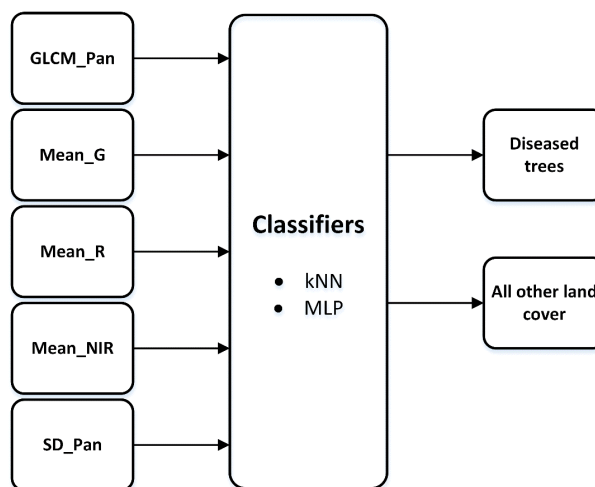 GLCM_Pan
Mean_G
Mean_R
Mean_NIR
SD_Pan
Classifiers
• kNN
• MLP
Diseased
trees
All other land
cover